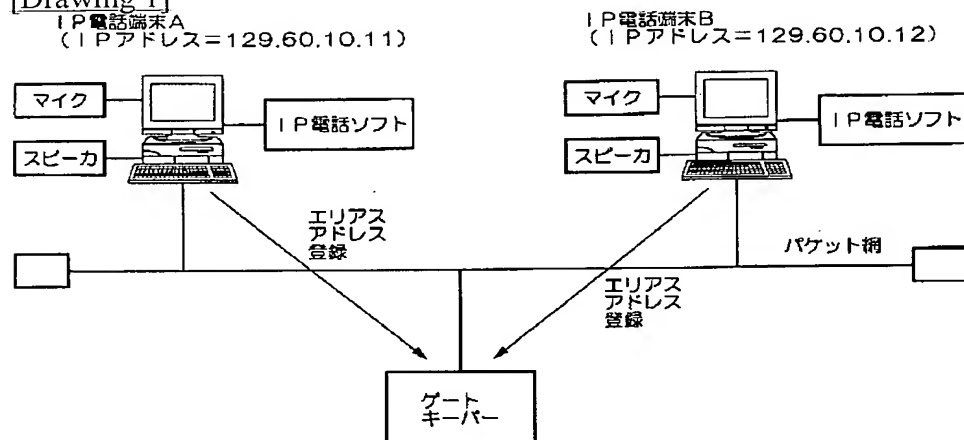 [Drawing 1]
IP電話端末A
(IPアドレス=129.60.10.11)
IP電話端末B
(IPアドレス=129.60.10.12)
マイク
IP電話ソフト
スピーカ
マイク
IP電話ソフト
スピーカ
エリアス
アドレス
登録
パケット網
エリアス
アドレス
登録
ゲート
キーパー